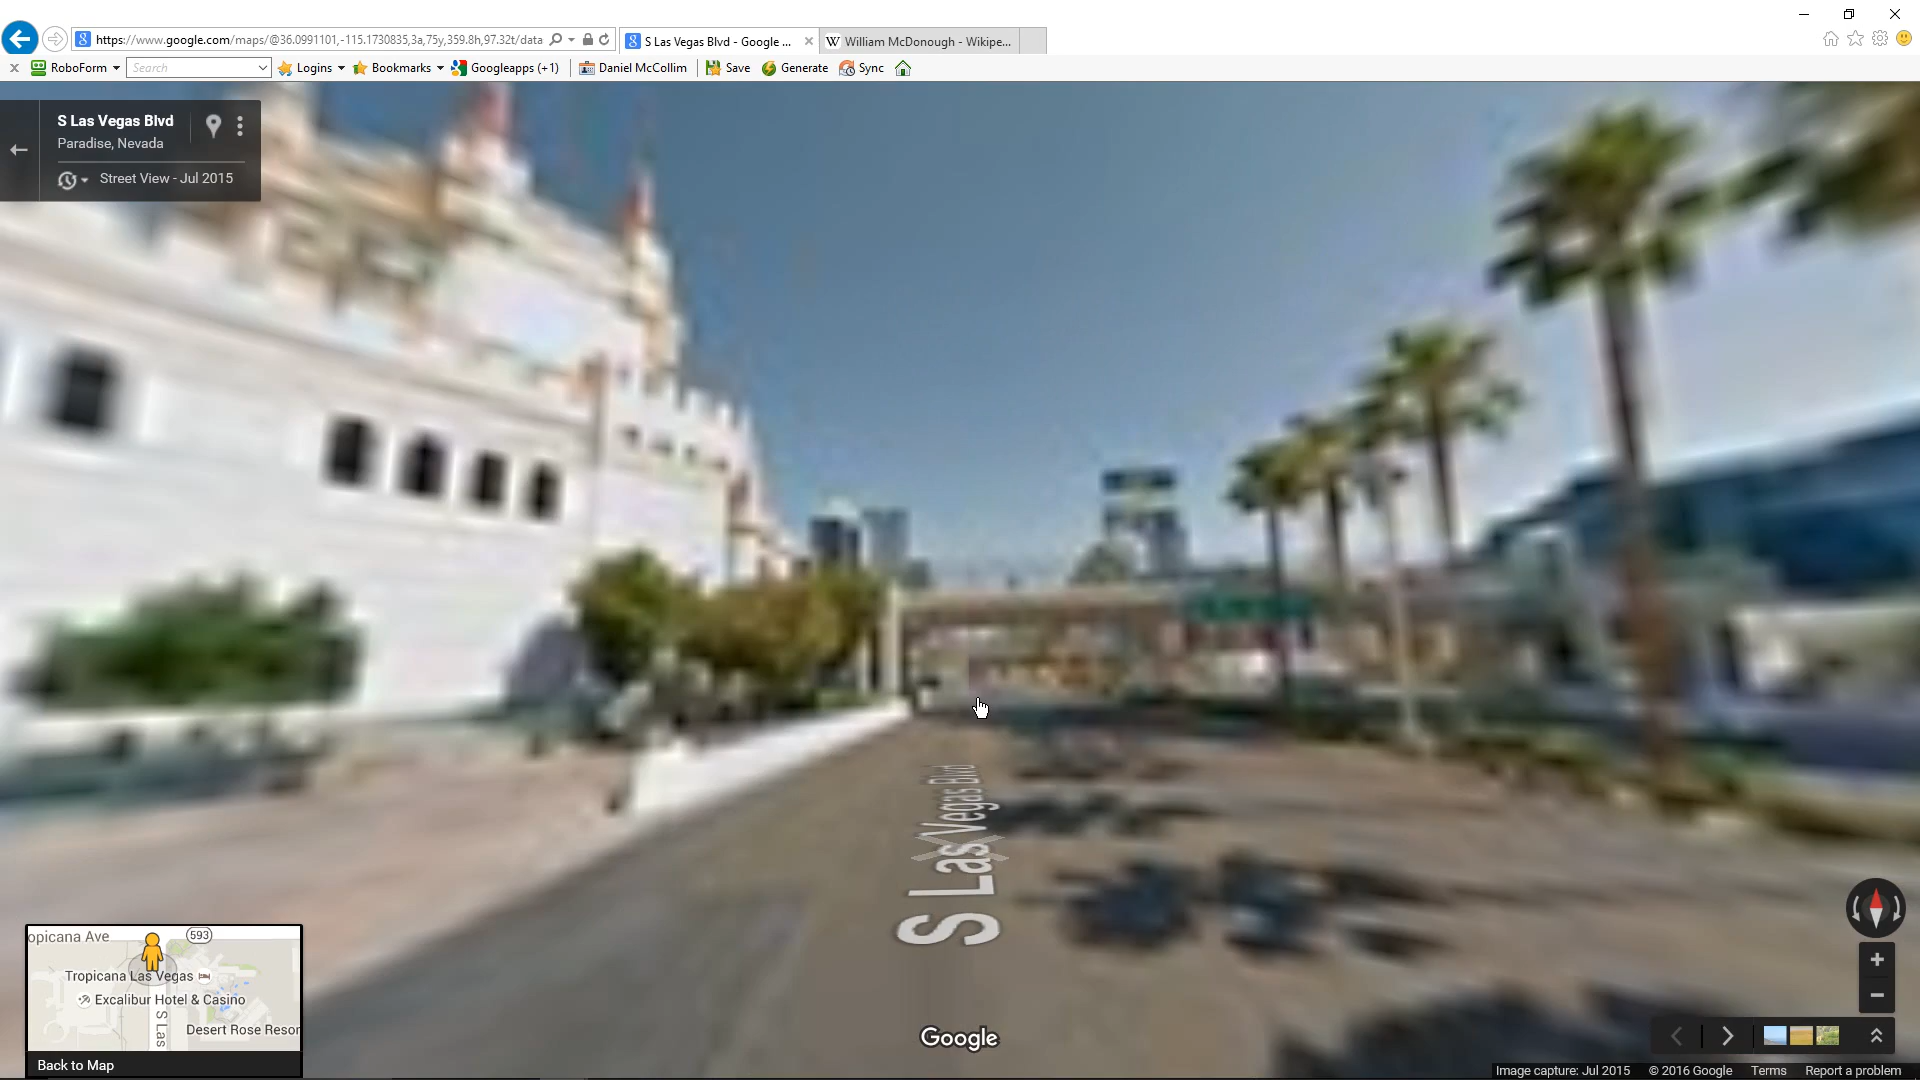 https://www.google.com/maps/@36.0991101,-115.1730835,3a,75y,359.8h,97.32t/data
S Las Vegas Blvd - Google ...
William McDonough - Wikipe...
RoboForm
Search
Logins
Bookmarks
Googleapps (+1)
Daniel McCollim
Save
Generate
Sync
S Las Vegas Blvd
Paradise, Nevada
Street View - Jul 2015
S Las Vegas Blvd
opicana Ave
593
Tropicana Las Vegas
Excalibur Hotel & Casino
S Las
Desert Rose Resor
Back to Map
Google
Image capture: Jul 2015 © 2016 Google Terms Report a problem